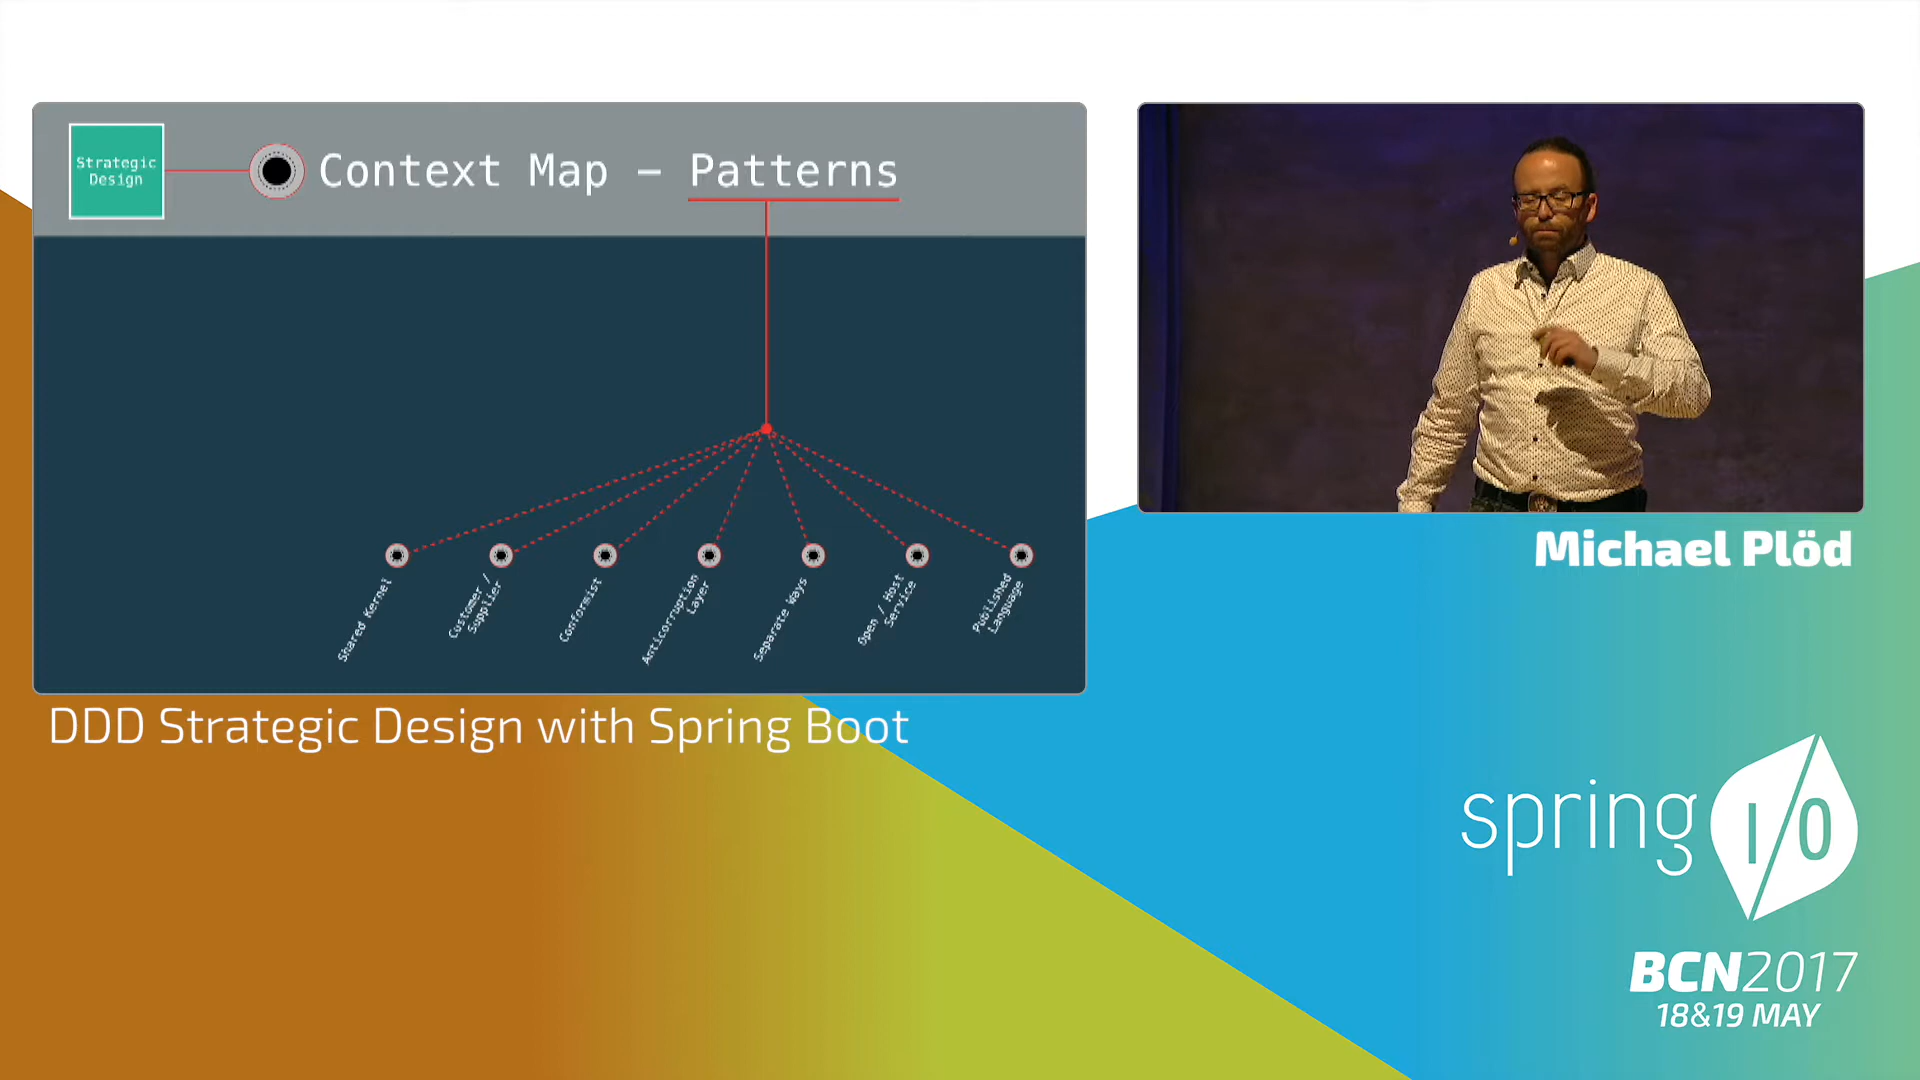 Strategic
Design
Context Map – Patterns
Shared Kernel
Customer /
Supplier
Conformist
Anticorruption
Layer
Separate Ways
Open / Host
Service
Published
Language
Michael Plöd
DDD Strategic Design with Spring Boot
spring I/O
BCN2017
18&19 MAY